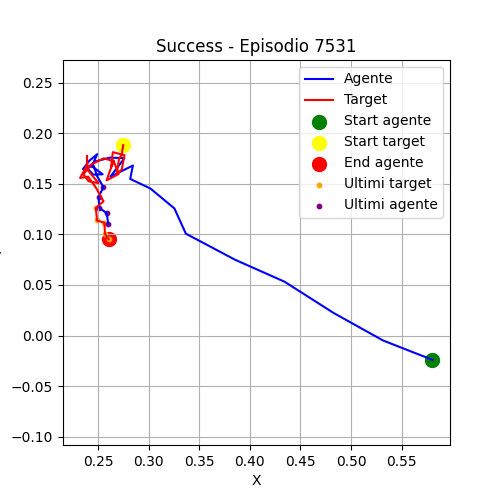 Success - Episodio 7531
Agente
Target
Start agente
Start target
End agente
Ultimi target
Ultimi agente
0.25
0.20
0.15
0.10
0.05
0.00
−0.05
−0.10
0.25 0.30 0.35 0.40 0.45 0.50 0.55
X